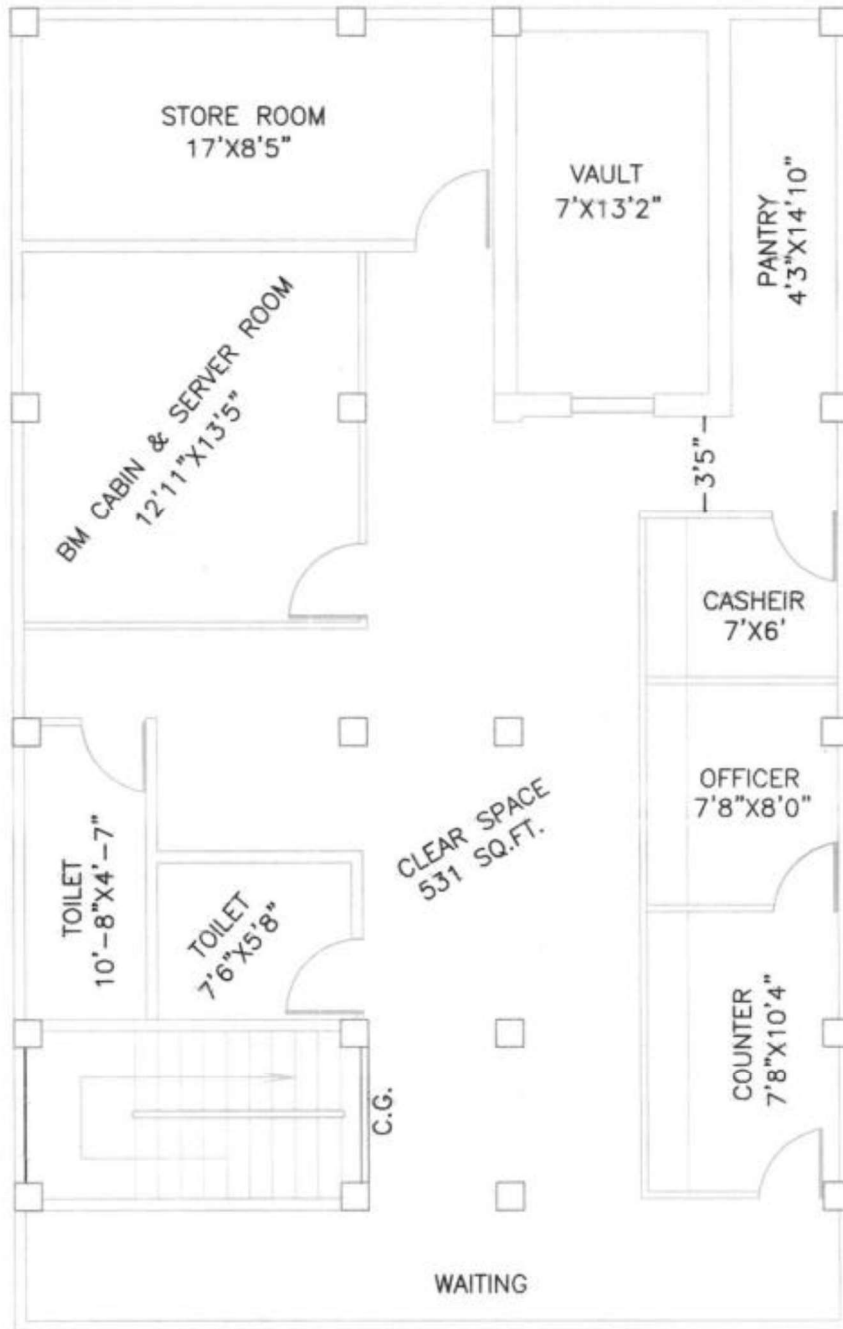 STORE ROOM
17'X8'5"
VAULT
7'X13'2"
PANTRY
4'3"X14'10"
BM CABIN & SERVER ROOM
12'11"X13'5"
3'5"
CASHEIR
7'X6'
OFFICER
7'8"X8'0"
CLEAR SPACE
531 SQ.FT.
TOILET
10'-8"X4'-7"
TOILET
7'6"X5'8"
COUNTER
7'8"X10'4"
C.G.
WAITING